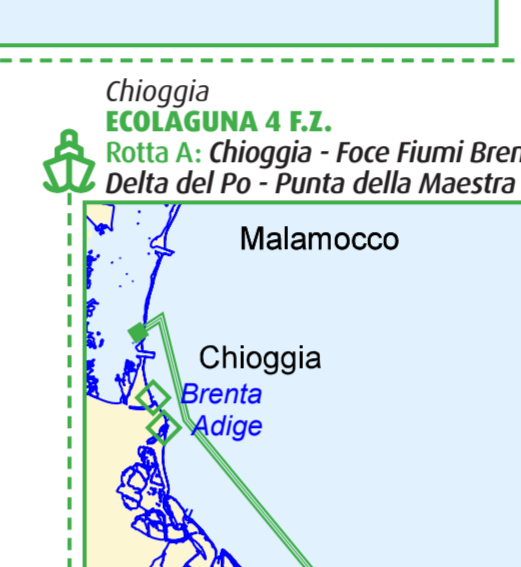 Chioggia
ECOLAGUNA 4 F.Z.
Rotta A: Chioggia - Foce Fiumi
Delta del Po - Punta della Maestra
Malamocco
Chioggia
Brenta
Adige